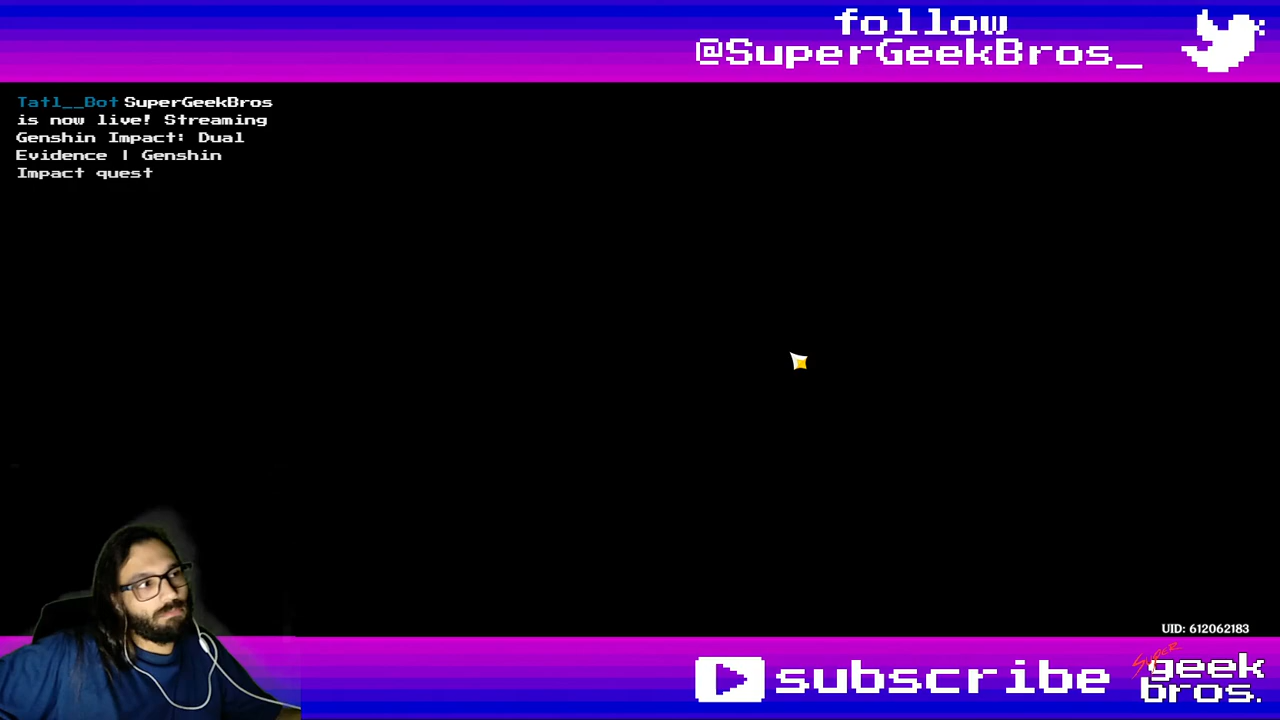 follow
@SuperGeekBros_
Tatl__Bot SuperGeekBros
is now live! Streaming
Genshin Impact: Dual
Evidence | Genshin
Impact quest
UID: 612062183
subscribe
SUPER
geek
bros.